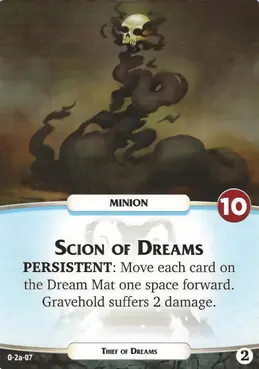 MINION
10
SCION OF DREAMS
PERSISTENT: Move each card on
the Dream Mat one space forward.
Gravehold suffers 2 damage.
THIEF OF DREAMS
0-2a-07
2